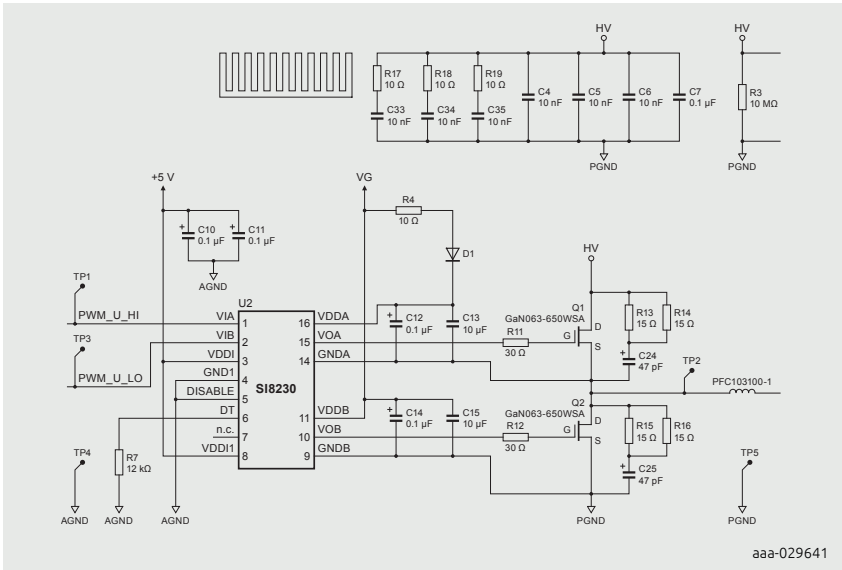 HV
HV
R17
10 Ω
R18
10 Ω
R19
10 Ω
C4
10 nF
C5
10 nF
C6
10 nF
C7
0.1 µF
R3
10 MΩ
C33
10 nF
C34
10 nF
C35
10 nF
PGND
PGND
+5 V
VG
R4
10 Ω
C10
0.1 µF
C11
0.1 µF
D1
HV
AGND
TP1
U2
Q1
GaN063-650WSA
R13
15 Ω
R14
15 Ω
PWM_U_HI
VIA
1
16
VDDA
C12
0.1 µF
C13
10 µF
D
G
S
TP3
VIB
2
15
VOA
R11
30 Ω
VDDI
3
14
GNDA
C24
47 pF
TP2
PWM_U_LO
GND1
4
SI8230
PFC103100-1
DISABLE
5
Q2
GaN063-650WSA
DT
6
11
VDDB
C14
0.1 µF
C15
10 µF
D
G
S
R15
15 Ω
R16
15 Ω
n.c.
7
10
VOB
R12
30 Ω
TP4
R7
12 kΩ
VDDI1
8
9
GNDB
C25
47 pF
TP5
AGND
AGND
AGND
PGND
PGND
+
+
+
+
+
+
aaa-029641